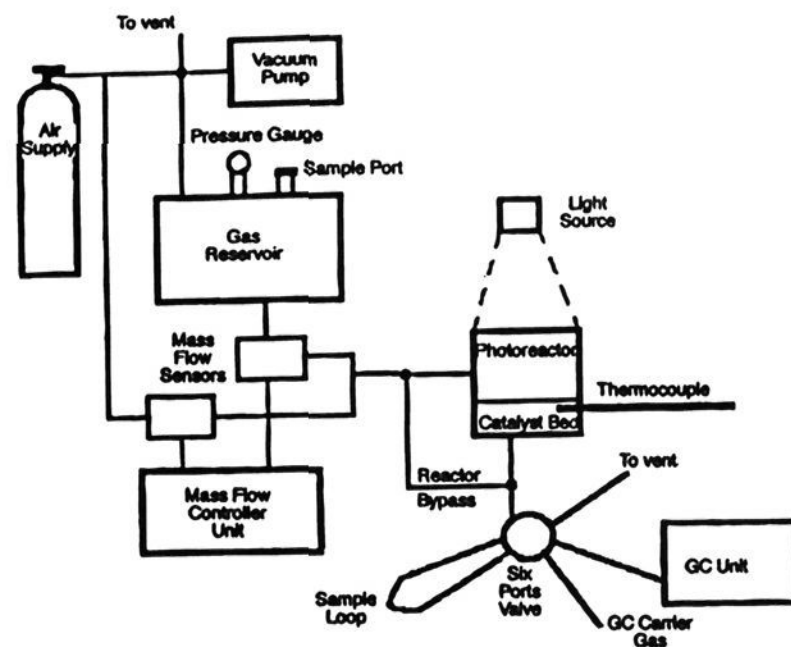 To vent
Vacuum
Pump
Air
Supply
Pressure Gauge
Sample Port
Gas
Reservoir
Light
Source
Mass
Flow
Sensors
Photoreactor
Thermocouple
Catalyst Bed
Reactor
Bypass
To vent
Mass Flow
Controller
Unit
GC Unit
Sample
Loop
Six
Ports
Valve
GC Carrier
Gas